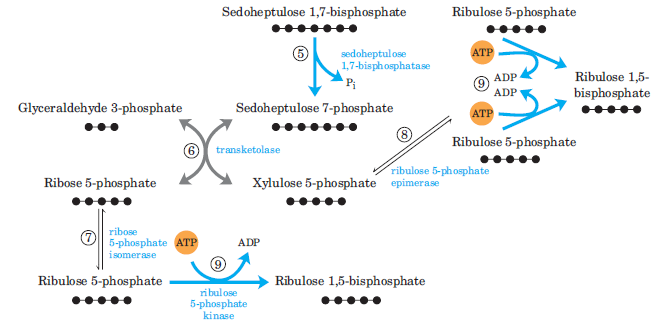 Sedoheptulose 1,7-bisphosphate
Ribulose 5-phosphate
⑤
sedoheptulose
1,7-bisphosphatase
Pi
ATP
⑨
ADP
ADP
Ribulose 1,5-
bisphosphate
ATP
Ribulose 5-phosphate
Glyceraldehyde 3-phosphate
Sedoheptulose 7-phosphate
⑥
transketolase
⑧
ribulose 5-phosphate
epimerase
Ribose 5-phosphate
Xylulose 5-phosphate
⑦
ribose
5-phosphate
isomerase
ATP
⑨
ADP
Ribulose 5-phosphate
ribulose
5-phosphate
kinase
Ribulose 1,5-bisphosphate